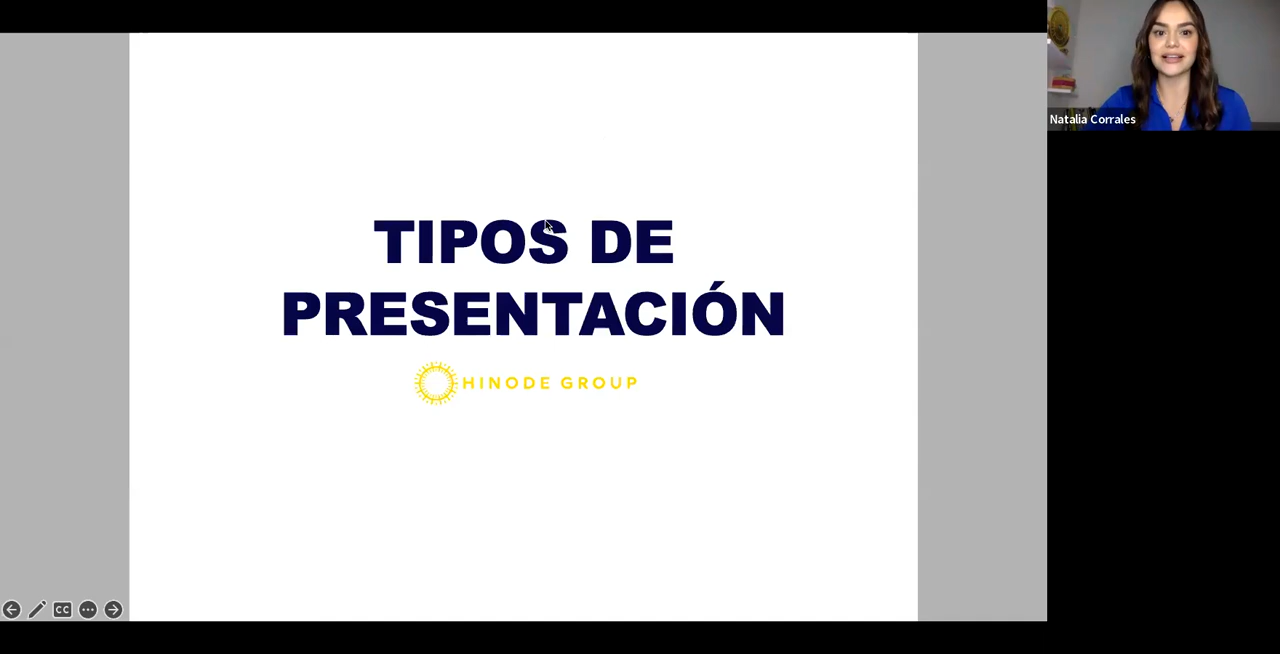 TIPOS DE
PRESENTACIÓN
HINODE GROUP
Natalia Corrales
CC